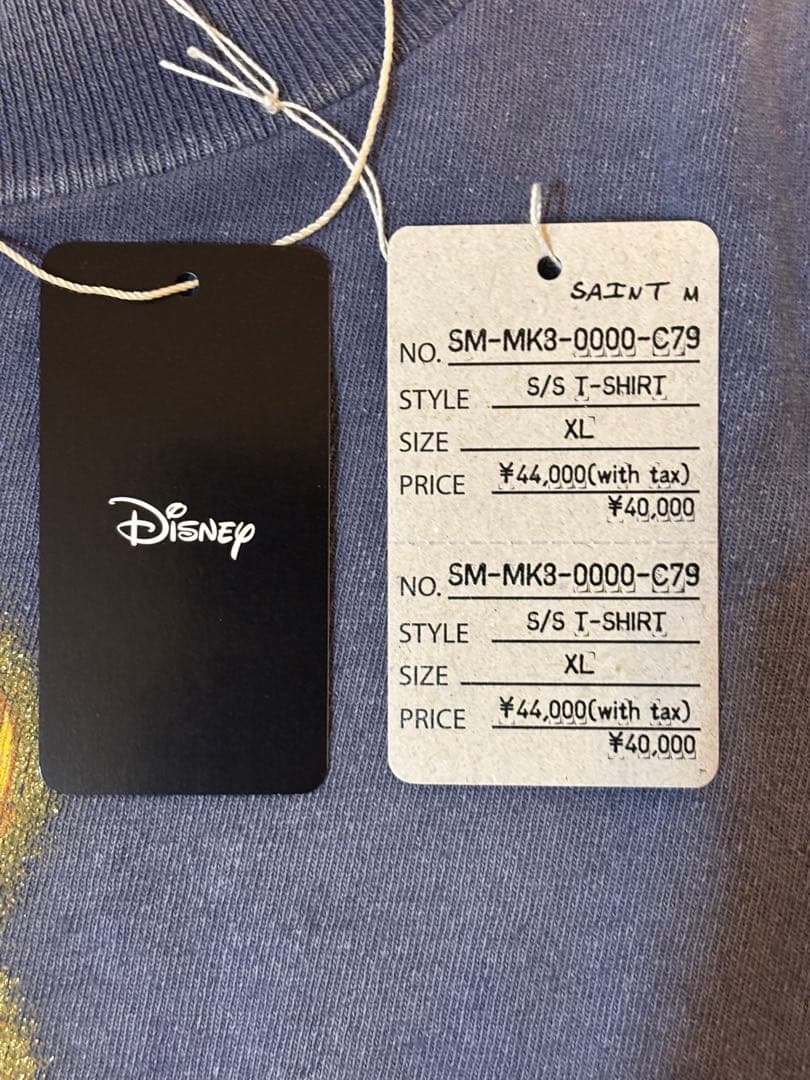 Disney
SAINT M
NO. SM-MK3-0000-C79
STYLE S/S T-SHIRT
SIZE XL
PRICE ¥44,000(with tax)
¥40,000
NO. SM-MK3-0000-C79
STYLE S/S T-SHIRT
SIZE XL
PRICE ¥44,000(with tax)
¥40,000